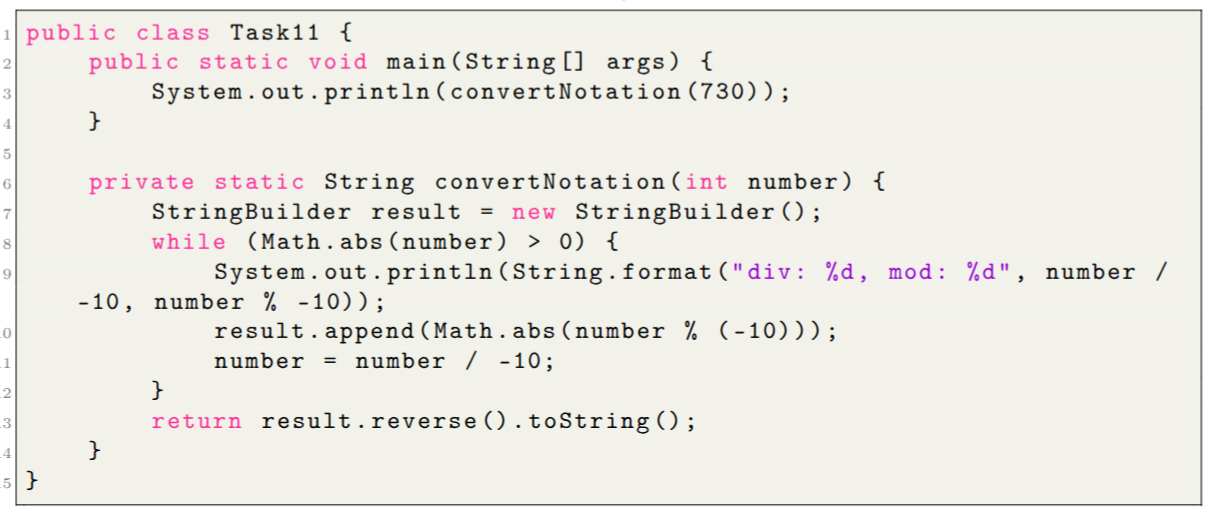 1 public class Task11 {
2 public static void main(String[] args) {
3 System.out.println(convertNotation(730));
4 }
5
6 private static String convertNotation(int number) {
7 StringBuilder result = new StringBuilder();
8 while (Math.abs(number) > 0) {
9 System.out.println(String.format("div: %d, mod: %d", number /
-10, number % -10));
0 result.append(Math.abs(number % (-10)));
1 number = number / -10;
2 }
3 return result.reverse().toString();
4 }
5 }